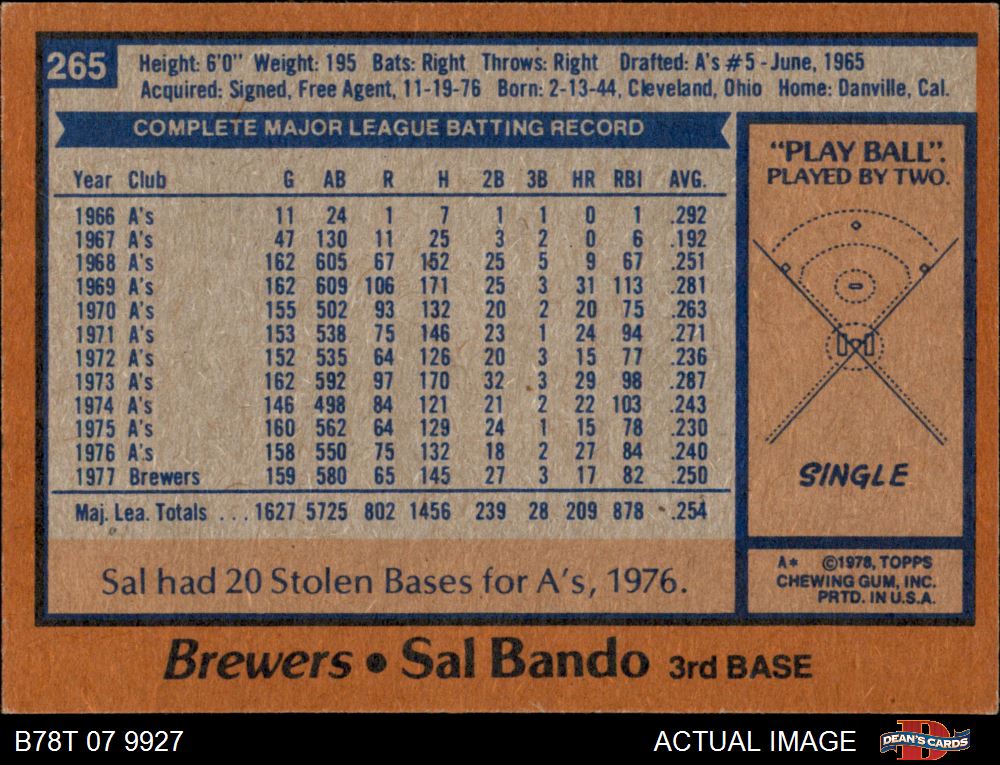 265
Height: 6'0" Weight: 195 Bats: Right Throws: Right Drafted: A's #5 - June, 1965
Acquired: Signed, Free Agent, 11-19-76 Born: 2-13-44, Cleveland, Ohio Home: Danville, Cal.
COMPLETE MAJOR LEAGUE BATTING RECORD
Year Club G AB R H 2B 3B HR RBI AVG.
1966 A's 11 24 1 7 1 1 0 1 .292
1967 A's 47 130 11 25 3 2 0 6 .192
1968 A's 162 605 67 152 25 5 9 67 .251
1969 A's 162 609 106 171 25 3 31 113 .281
1970 A's 155 502 93 132 20 2 20 75 .263
1971 A's 153 538 75 146 23 1 24 94 .271
1972 A's 152 535 64 126 20 3 15 77 .236
1973 A's 162 592 97 170 32 3 29 98 .287
1974 A's 146 498 84 121 21 2 22 103 .243
1975 A's 160 562 64 129 24 1 15 78 .230
1976 A's 158 550 75 132 18 2 27 84 .240
1977 Brewers 159 580 65 145 27 3 17 82 .250
Maj. Lea. Totals ... 1627 5725 802 1456 239 28 209 878 .254
Sal had 20 Stolen Bases for A's, 1976.
"PLAY BALL".
PLAYED BY TWO.
SINGLE
A* ©1978, TOPPS
CHEWING GUM, INC.
PRTD. IN U.S.A.
Brewers • Sal Bando 3rd BASE
B78T 07 9927 ACTUAL IMAGE DEAN'S CARDS